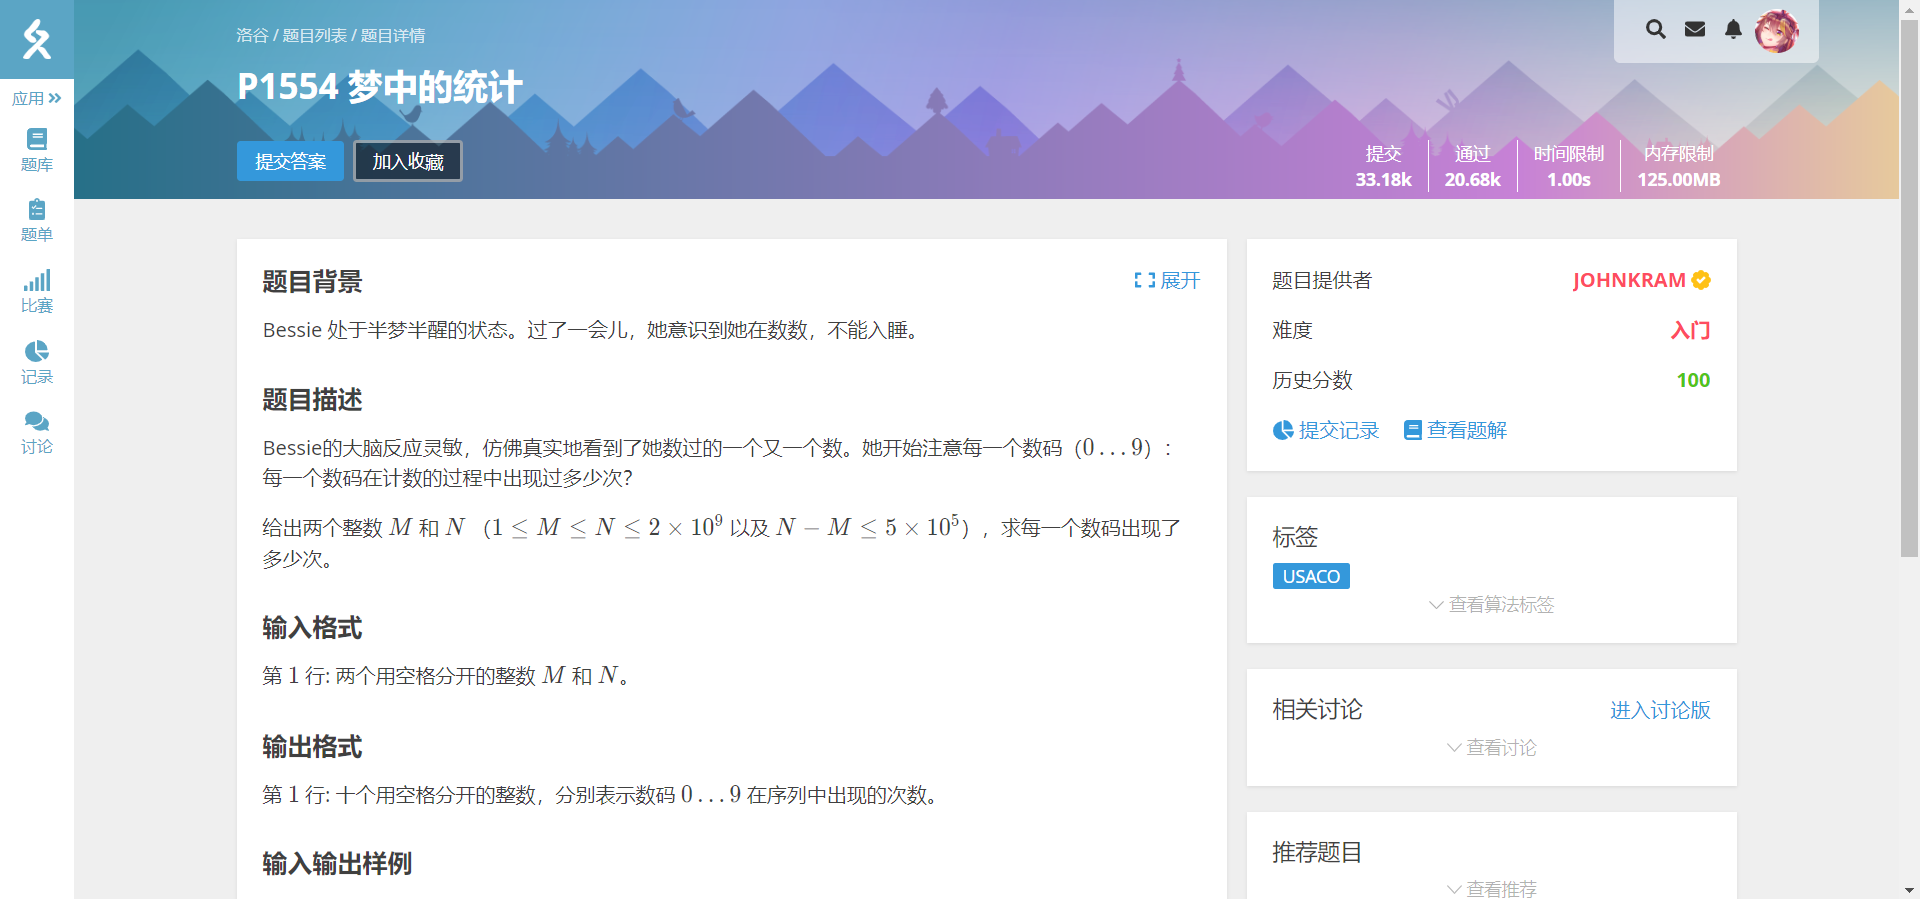 洛谷 / 题目列表 / 题目详情
P1554 梦中的统计
提交答案
加入收藏
提交
33.18k
通过
20.68k
时间限制
1.00s
内存限制
125.00MB
应用
题库
题单
比赛
记录
讨论
题目背景
展开
Bessie 处于半梦半醒的状态。过了一会儿，她意识到她在数数，不能入睡。
题目描述
Bessie的大脑反应灵敏，仿佛真实地看到了她数过的一个又一个数。她开始注意每一个数码（0…9）：
每一个数码在计数的过程中出现过多少次？
给出两个整数 M 和 N （1 ≤ M ≤ N ≤ 2 × 10⁹ 以及 N − M ≤ 5 × 10⁵），求每一个数码出现了
多少次。
输入格式
第 1 行: 两个用空格分开的整数 M 和 N。
输出格式
第 1 行: 十个用空格分开的整数，分别表示数码 0…9 在序列中出现的次数。
输入输出样例
题目提供者
JOHNKRAM
难度
入门
历史分数
100
提交记录
查看题解
标签
USACO
查看算法标签
相关讨论
进入讨论版
查看讨论
推荐题目
查看推荐